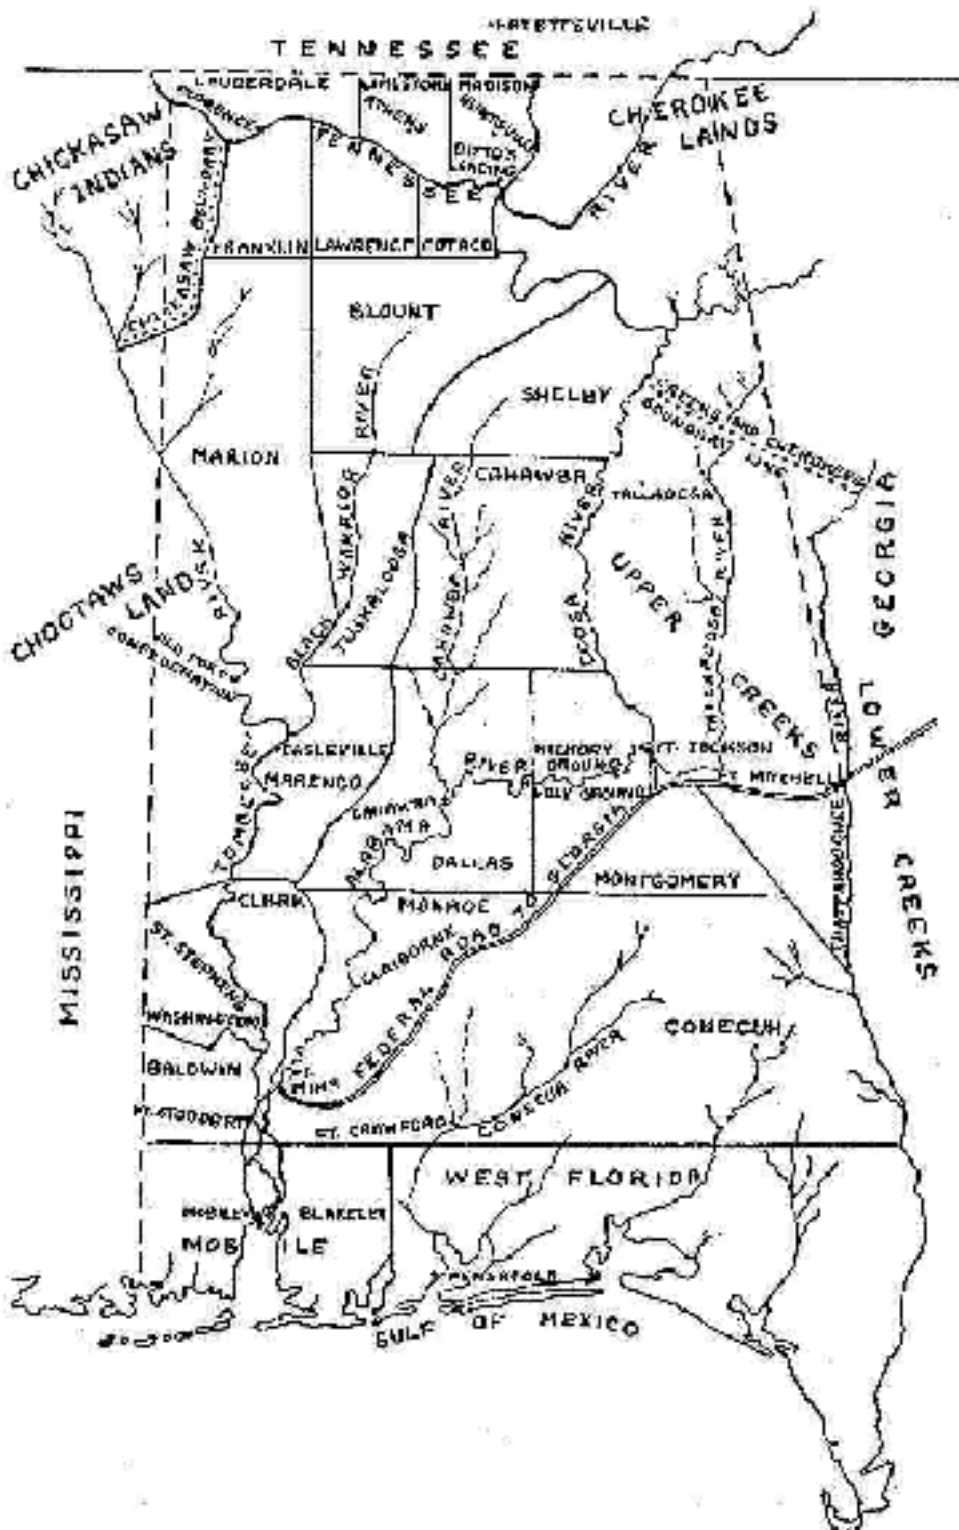 FAYETTEVILLE
TENNESSEE
LAUDERDALE
LIMESTONE
MADISON
FLORENCE
ATHENS
HUNTSVILLE
DITTO'S
LANDING
CHEROKEE
LANDS
RIVER
TENNESSEE
CHICKASAW
INDIANS
CHICKASAW BOUNDARY
FRANKLIN
LAWRENCE
COTACO
BLOUNT
SHELBY
RIVER
WARRIOR
BLACK
MARION
CAHAWBA
RIVER
CAHAWBA
CREEKS AND CHEROKEES
BOUNDARY LINE
TALLADEGA
GEORGIA
RIVER
COOSA
UPPER
CREEKS
RIVER
TALLAPOOSA
CHOCTAWS
LAND
RIVER
OLD FORT
CONFEDERATION
TUSKALOOSA
LOWER
CREEKS
RIVER
CHATTAHOOCHEE
EAGLEVILLE
MARENGO
TOMBECBE
RIVER
HICKORY
GROUND
FT. JACKSON
FT. MITCHELL
HOLY GROUND
CAHAWBA
ALABAMA
DALLAS
MONTGOMERY
FEDERAL ROAD TO GEORGIA
MISSISSIPPI
CLARK
MONROE
CLAIBORNE
ST. STEPHENS
WASHINGTON
BALDWIN
FT. MIMS
CONECUH
CONECUH RIVER
FT. STODDERT
FT. CRAWFORD
WEST FLORIDA
MOBILE
BLAKELEY
MOBILE
PENSACOLA
GULF OF MEXICO